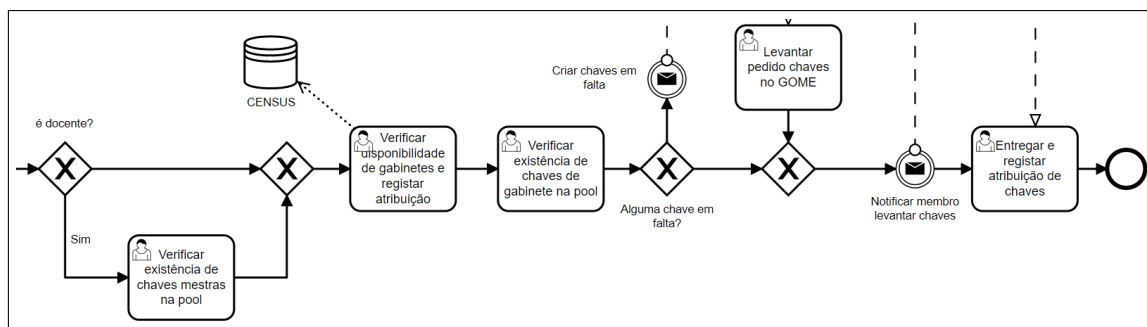 é docente?
Sim
Verificar
existência de
chaves mestras
na pool
CENSUS
Verificar
disponibilidade
de gabinetes e
registar
atribuição
Verificar
existência de
chaves de
gabinete na pool
Criar chaves em
falta
Alguma chave em
falta?
Levantar
pedido chaves
no GOME
Notificar membro
levantar chaves
Entregar e
registar
atribuição de
chaves